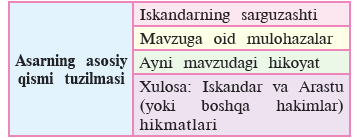 Asarning asosiy
qismi tuzilmasi
Iskandarning sarguzashti
Mavzuga oid mulohazalar
Ayni mavzudagi hikoyat
Xulosa: Iskandar va Arastu
(yoki boshqa hakimlar)
hikmatlari